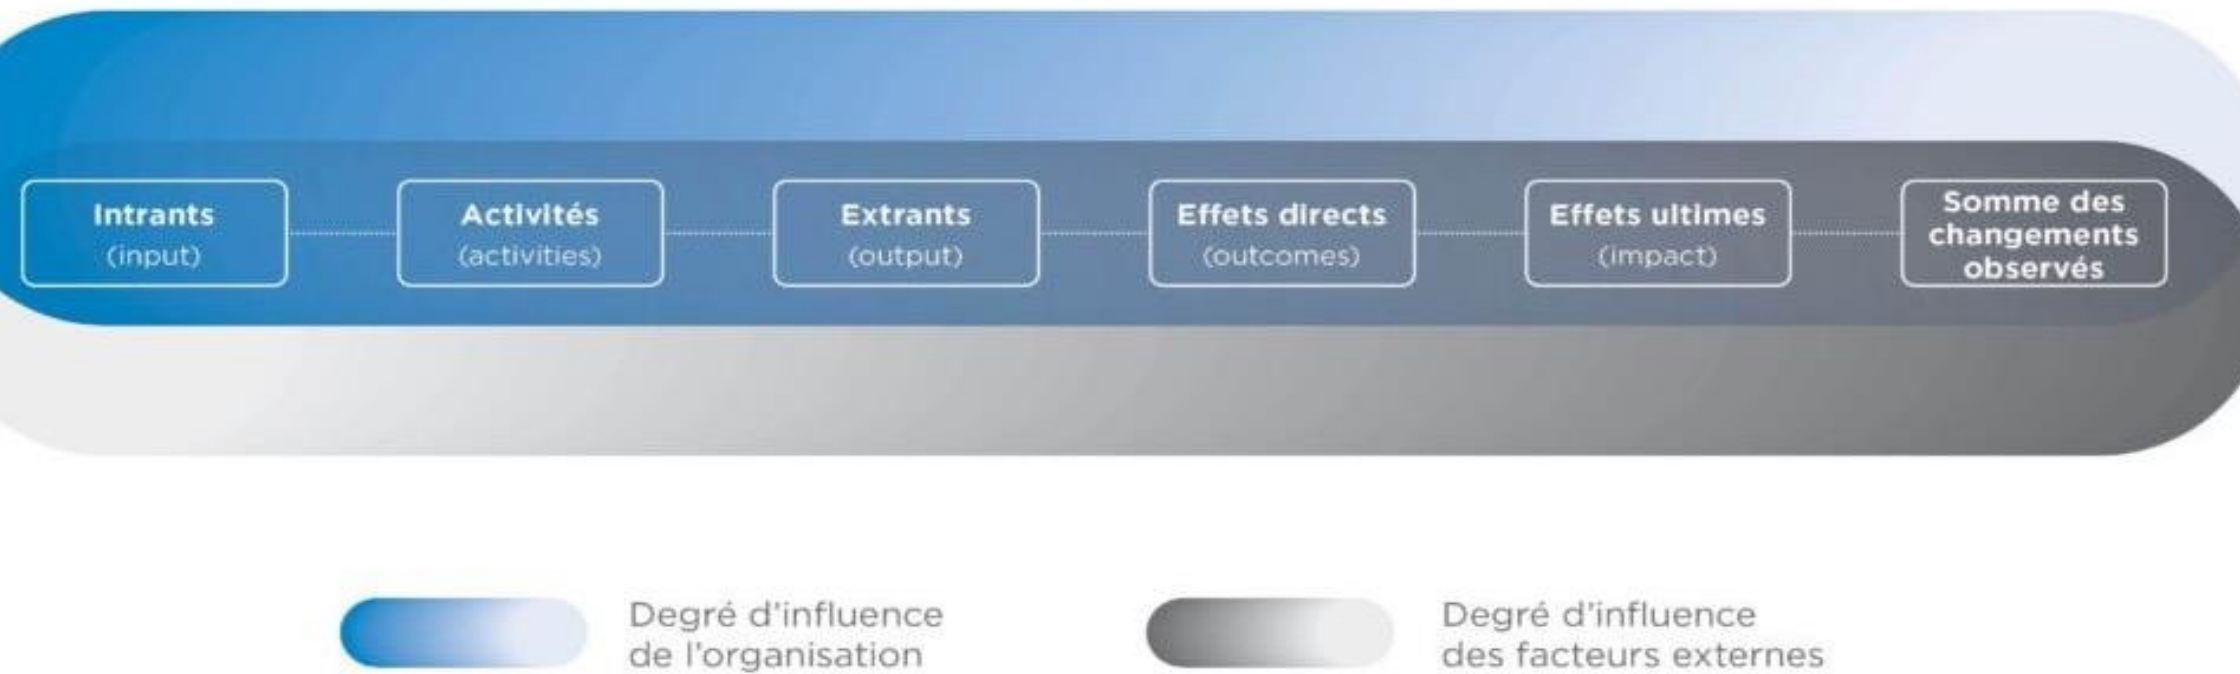 Intrants
(input)
Activités
(activities)
Extrants
(output)
Effets directs
(outcomes)
Effets ultimes
(impact)
Somme des
changements
observés
Degré d'influence
de l'organisation
Degré d'influence
des facteurs externes